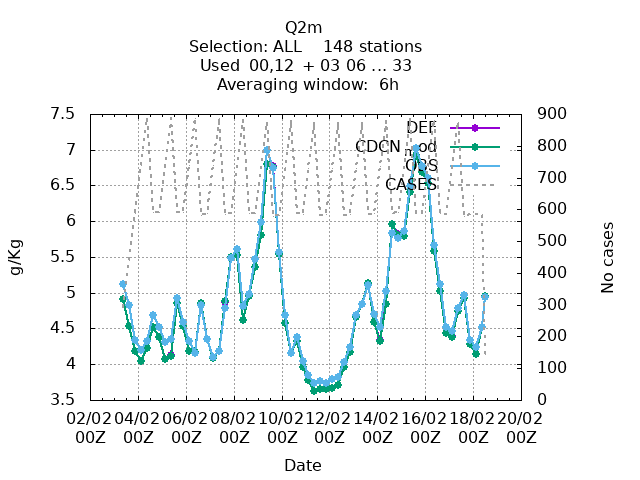 Q2m
Selection: ALL 148 stations
Used 00,12 + 03 06 ... 33
Averaging window: 6h
7.5
7
6.5
6
5.5
5
4.5
4
3.5
g/Kg
900
800
700
600
500
400
300
200
100
0
No cases
DEF
CDCN_mod
OBS
CASES
02/02 04/02 06/02 08/02 10/02 12/02 14/02 16/02 18/02 20/02
00Z 00Z 00Z 00Z 00Z 00Z 00Z 00Z 00Z 00Z
Date